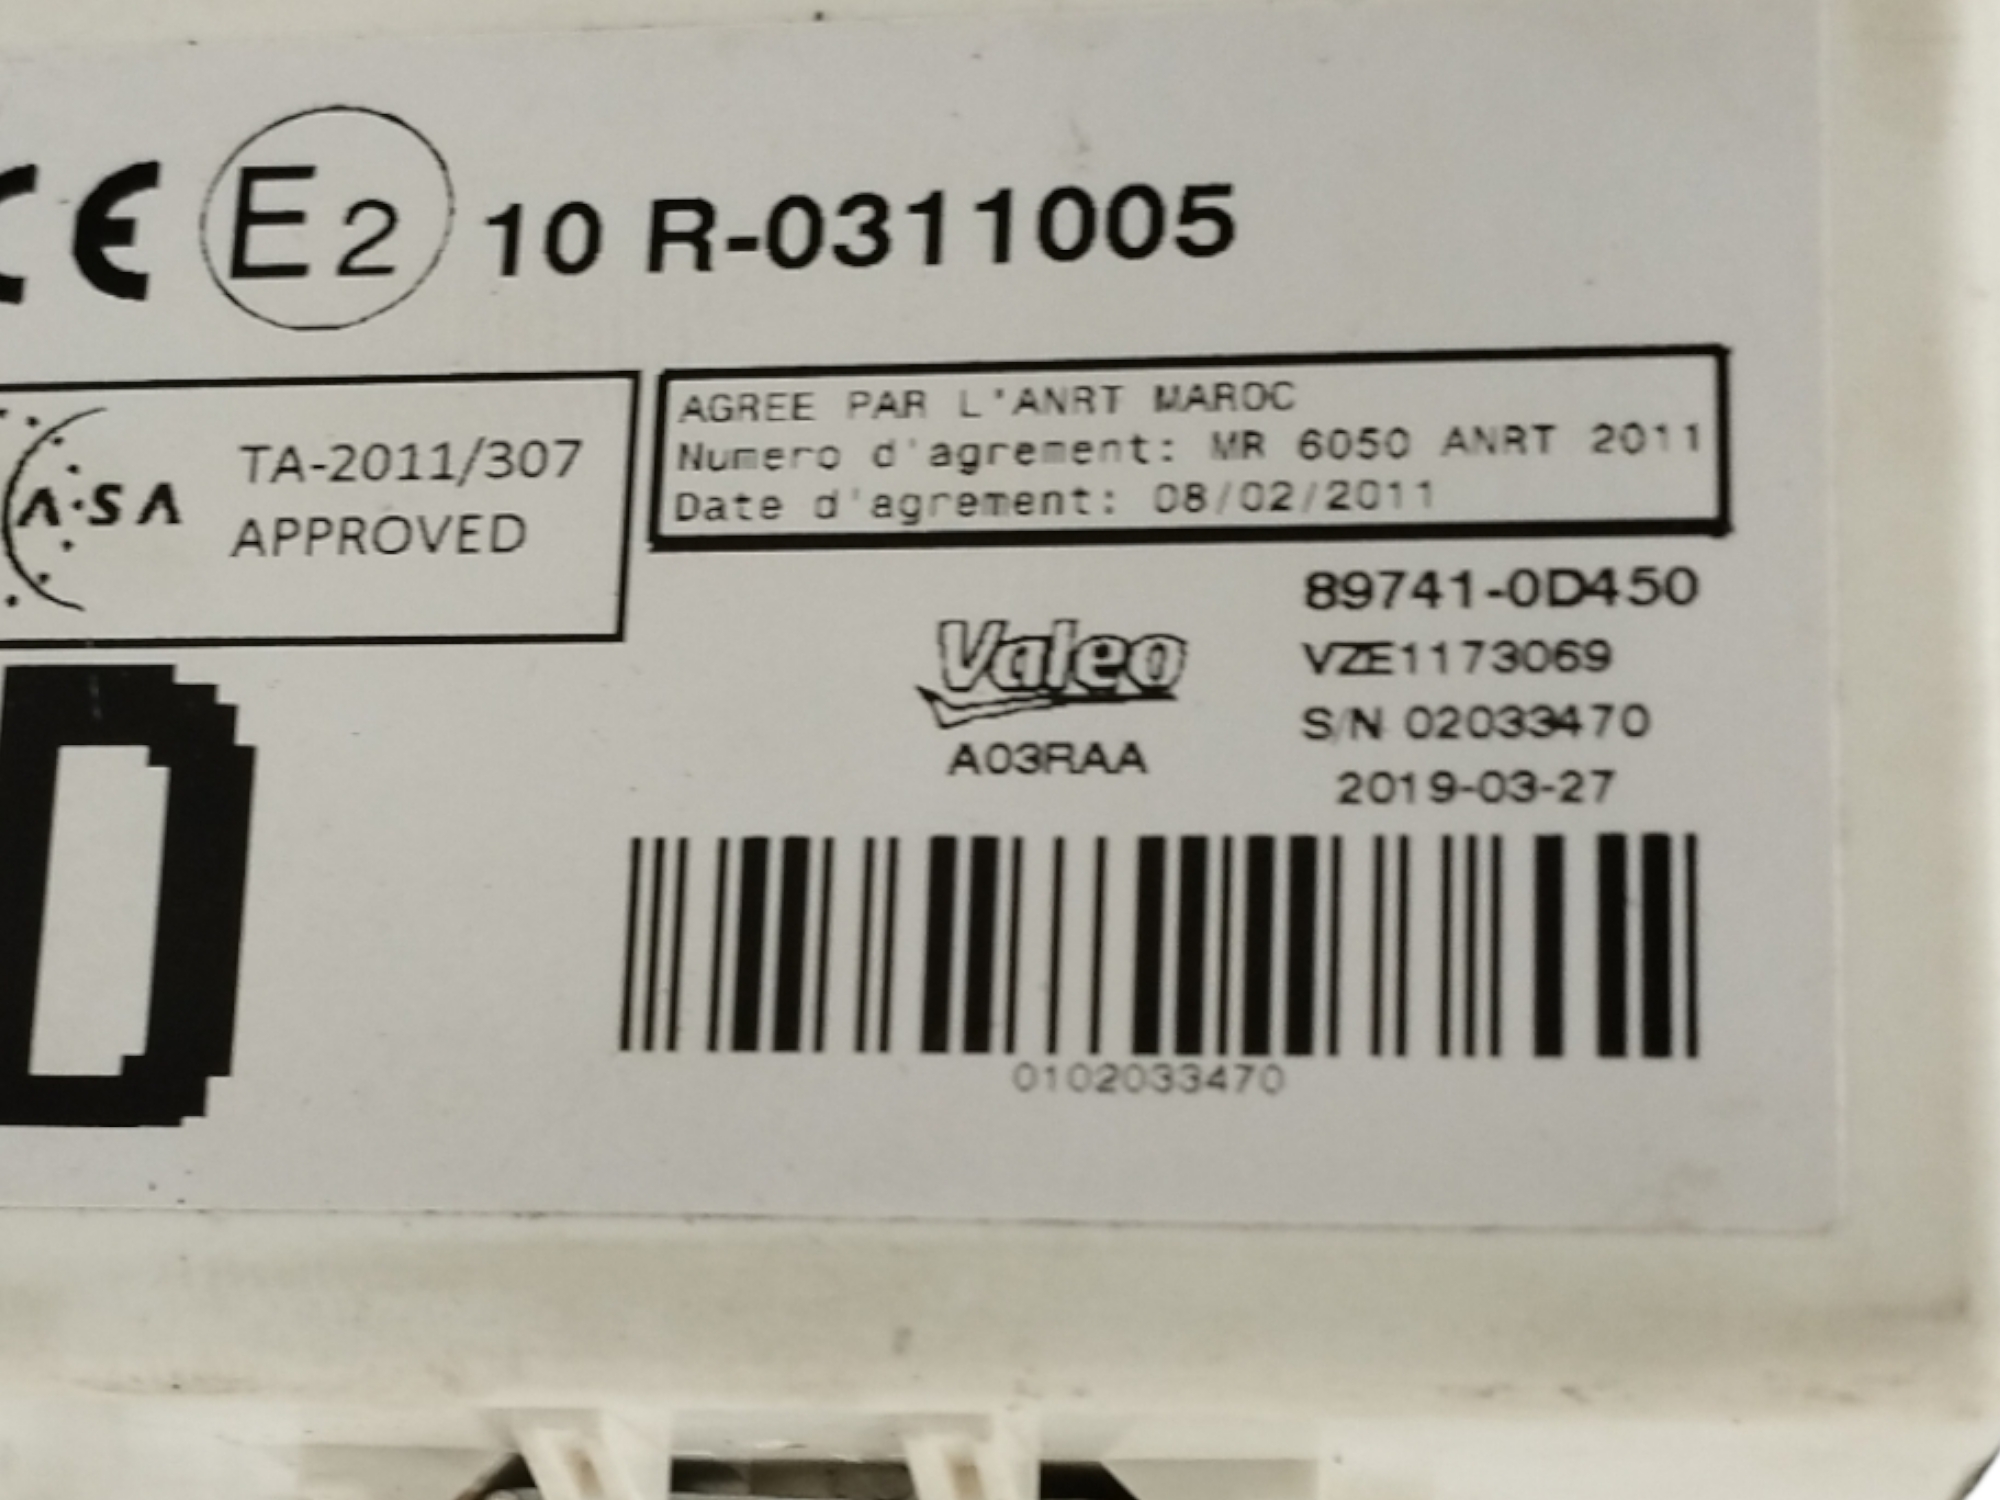 CE E2 10 R-0311005
AGREE PAR L'ANRT MAROC
Numero d'agrement: MR 6050 ANRT 2011
Date d'agrement: 08/02/2011
TA-2011/307
APPROVED
89741-0D450
VZE1173069
S/N 02033470
2019-03-27
Valeo
A03RAA
D
0102033470